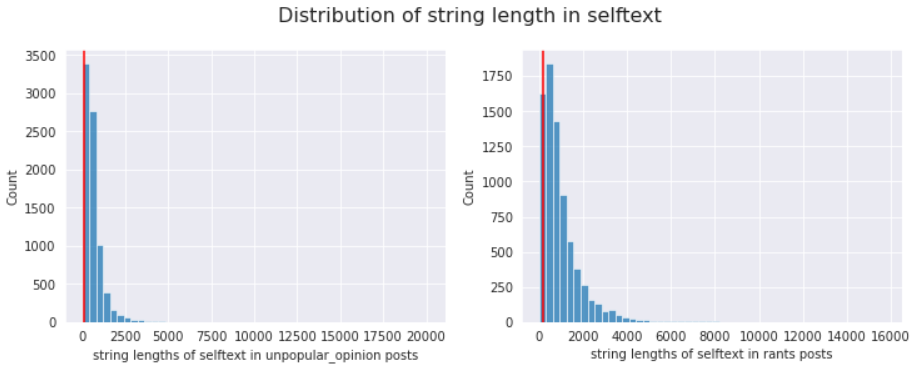 Distribution of string length in selftext
3500
3000
2500
2000
1500
1000
500
0
Count
0 2500 5000 7500 10000 12500 15000 17500 20000
string lengths of selftext in unpopular_opinion posts
1750
1500
1250
1000
750
500
250
0
Count
0 2000 4000 6000 8000 10000 12000 14000 16000
string lengths of selftext in rants posts